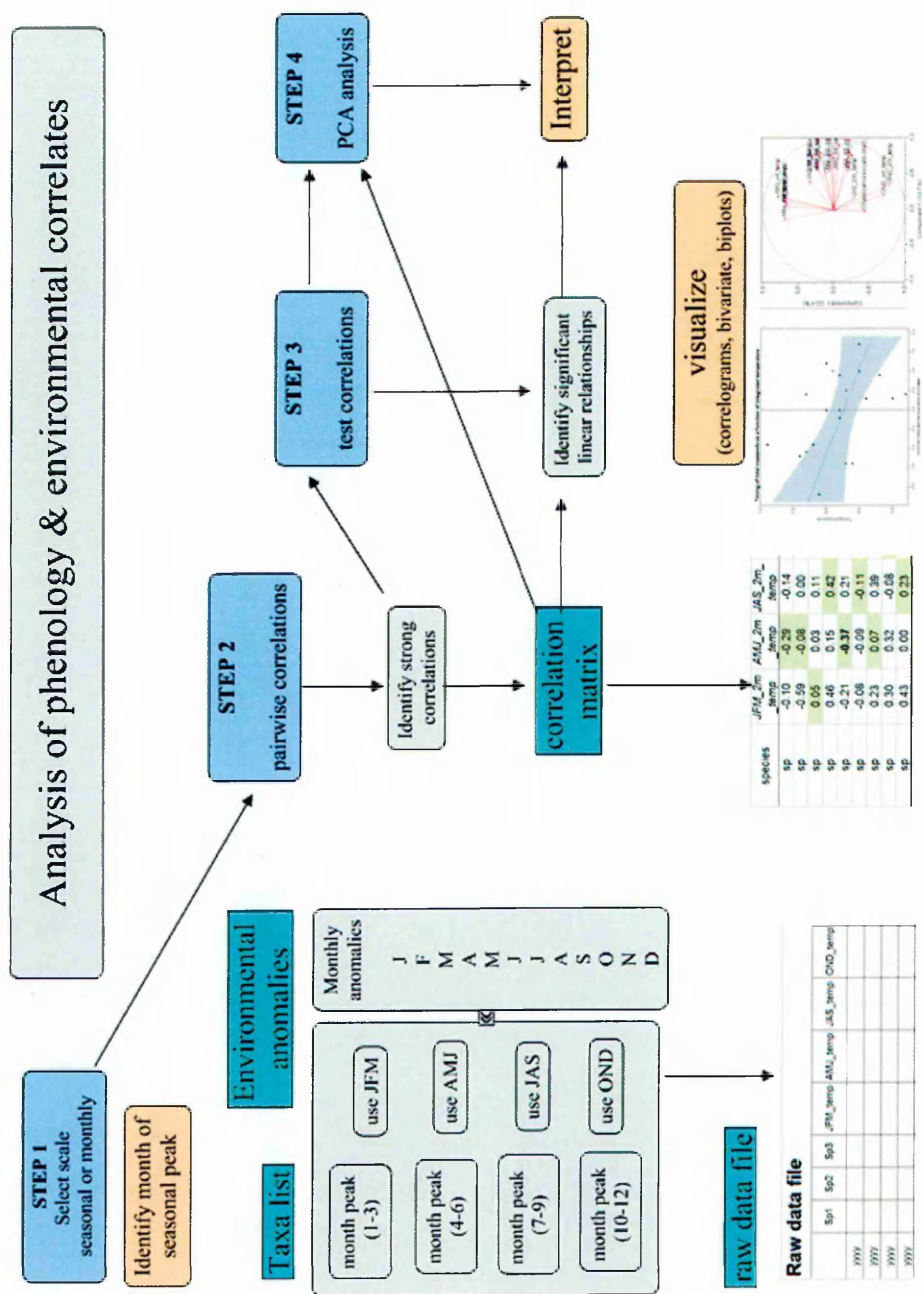 Analysis of phenology & environmental correlates
STEP 1
Select scale
seasonal or monthly
Identify month of
seasonal peak
Taxa list
Environmental
anomalies
month peak
(1-3)
use JFM
month peak
(4-6)
use AMJ
month peak
(7-9)
use JAS
month peak
(10-12)
use OND
Monthly
anomalies
J
F
M
A
M
J
J
A
S
O
N
D
raw data file
Raw data file
Sp1 Sp2 Sp3 JFM_temp AMJ_temp JAS_temp OND_temp
yyyy
yyyy
yyyy
yyyy
STEP 2
pairwise correlations
Identify strong
correlations
correlation
matrix
STEP 3
test correlations
Identify significant
linear relationships
STEP 4
PCA analysis
Interpret
species JFM_2m_temp AMJ_2m_temp JAS_2m_temp
sp -0.10 -0.29 -0.14
sp -0.59 -0.08 0.00
sp 0.05 0.03 0.11
sp 0.46 0.15 0.42
sp -0.21 -0.37 0.21
sp -0.08 -0.09 -0.11
sp 0.23 0.07 0.39
sp 0.30 0.32 -0.08
sp 0.43 0.00 0.23
visualize
(correlograms, bivariate, biplots)